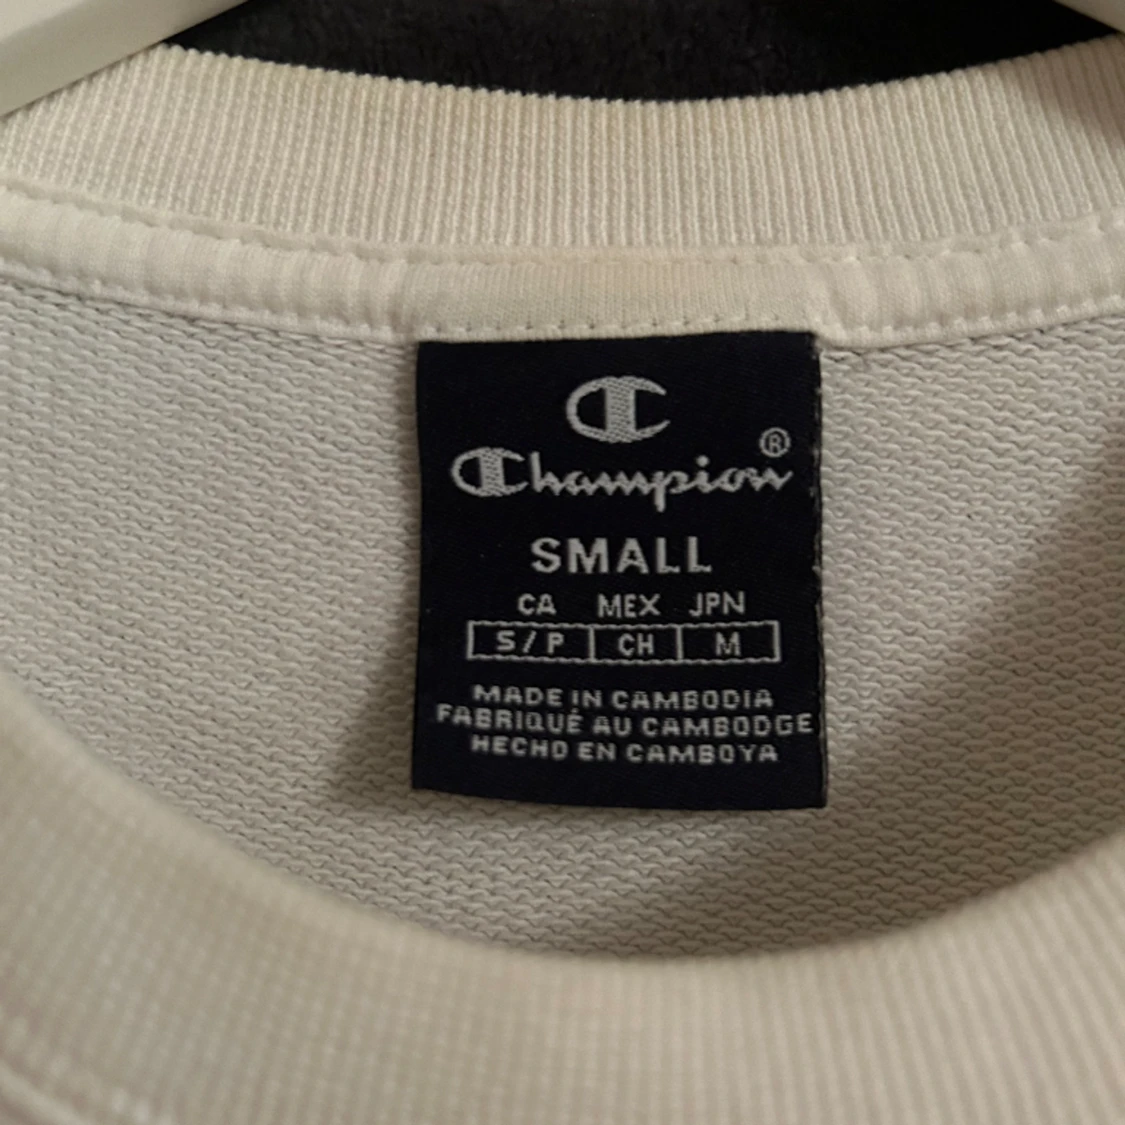 C
Champion®
SMALL
CA MEX JPN
S/P CH M
MADE IN CAMBODIA
FABRIQUÉ AU CAMBODGE
HECHO EN CAMBOYA